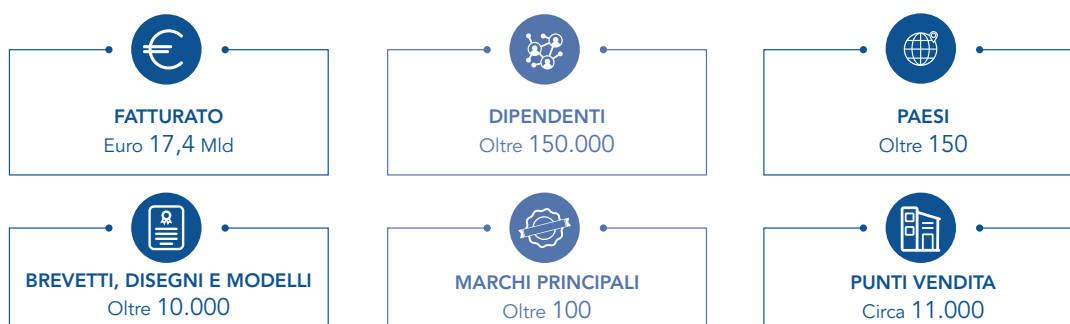 FATTURATO
Euro 17,4 Mld
DIPENDENTI
Oltre 150.000
PAESI
Oltre 150
BREVETTI, DISEGNI E MODELLI
Oltre 10.000
MARCHI PRINCIPALI
Oltre 100
PUNTI VENDITA
Circa 11.000